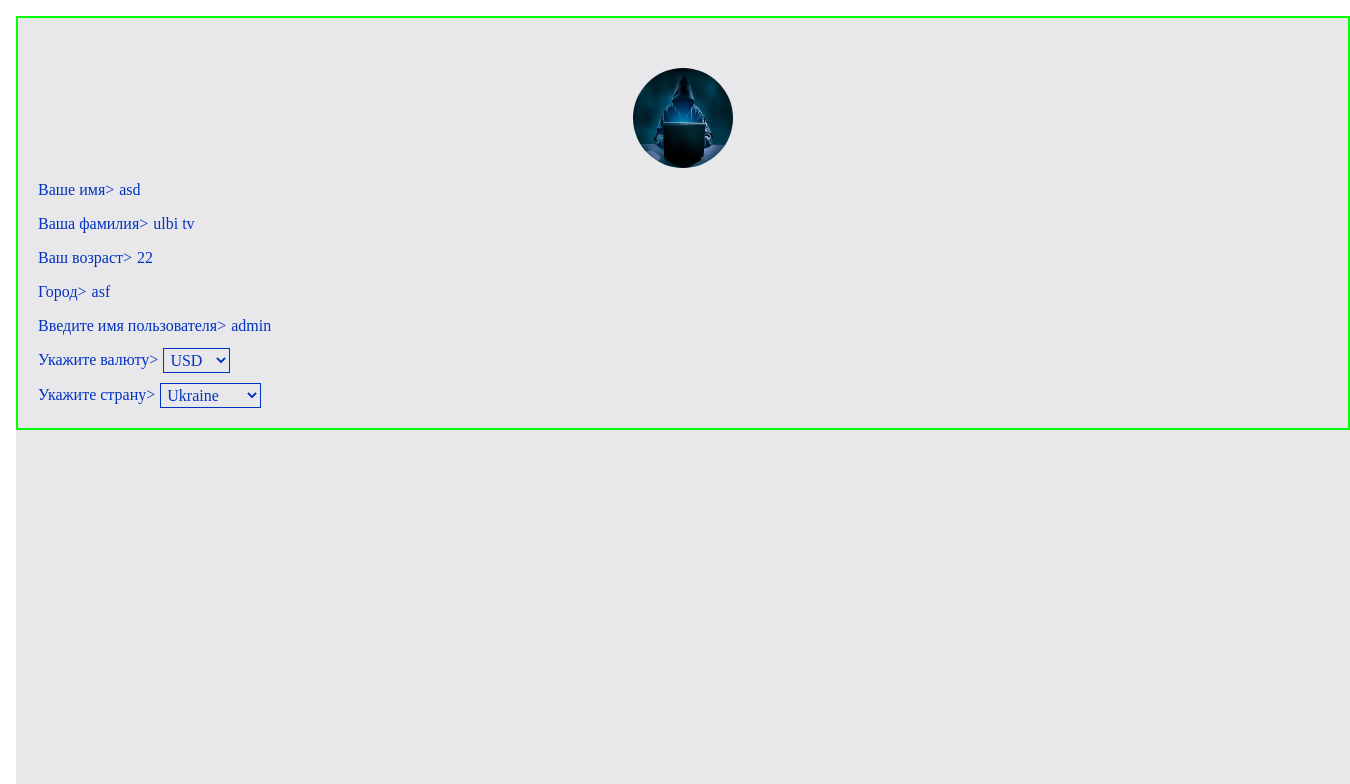 Ваше имя> asd
Ваша фамилия> ulbi tv
Ваш возраст> 22
Город> asf
Введите имя пользователя> admin
Укажите валюту> USD
Укажите страну> Ukraine